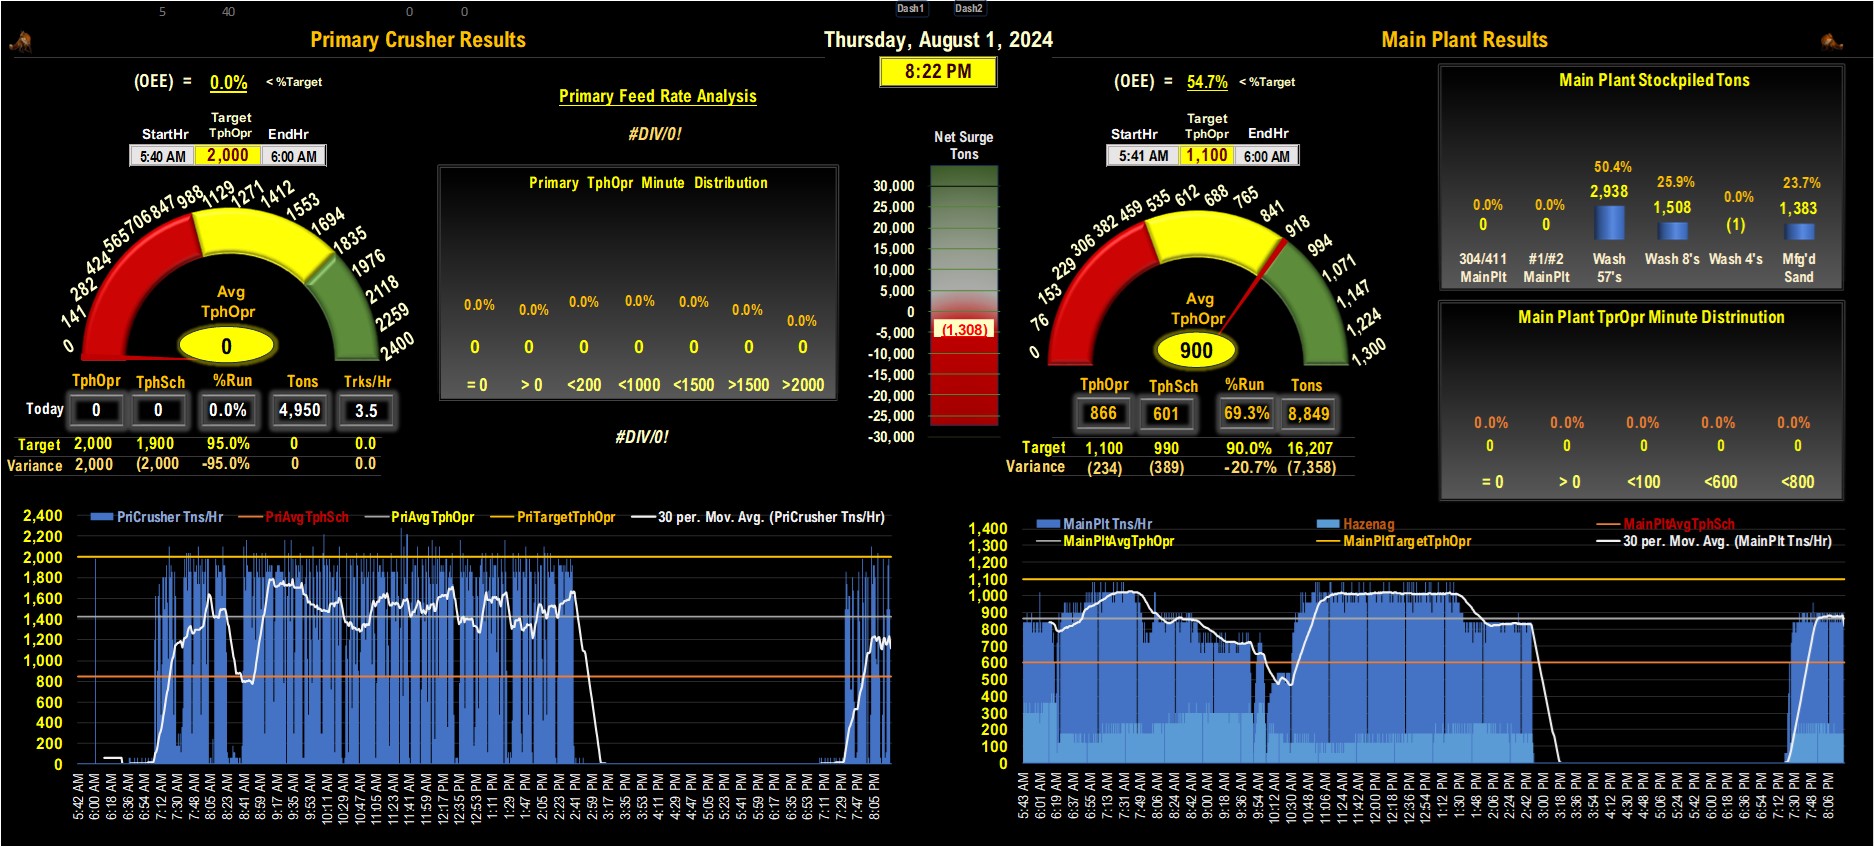 5 40 0 0 Dash1 Dash2
Primary Crusher Results
Thursday, August 1, 2024
Main Plant Results
8:22 PM
(OEE) = 0.0% < %Target
Target
StartHr TphOpr EndHr
5:40 AM 2,000 6:00 AM
0 141 282 424 565 706 847 988 1129 1271 1412 1553 1694 1835 1976 2118 2259 2400
Avg
TphOpr
0
TphOpr TphSch %Run Tons Trks/Hr
Today 0 0 0.0% 4,950 3.5
Target 2,000 1,900 95.0% 0 0.0
Variance 2,000 (2,000 -95.0% 0 0.0
Primary Feed Rate Analysis
#DIV/0!
Primary TphOpr Minute Distribution
0.0% 0.0% 0.0% 0.0% 0.0% 0.0% 0.0%
0 0 0 0 0 0 0
= 0 > 0 <200 <1000 <1500 >1500 >2000
#DIV/0!
Net Surge
Tons
30,000
25,000
20,000
15,000
10,000
5,000
0
(1,308)
-5,000
-10,000
-15,000
-20,000
-25,000
-30,000
(OEE) = 54.7% < %Target
Target
StartHr TphOpr EndHr
5:41 AM 1,100 6:00 AM
0 76 153 229 306 382 459 535 612 688 765 841 918 994 1,071 1,147 1,224 1,300
Avg
TphOpr
900
TphOpr TphSch %Run Tons
866 601 69.3% 8,849
Target 1,100 990 90.0% 16,207
Variance (234) (389) -20.7% (7,358)
Main Plant Stockpiled Tons
0.0% 0.0% 50.4% 25.9% 0.0% 23.7%
0 0 2,938 1,508 (1) 1,383
304/411 #1/#2 Wash Wash 8's Wash 4's Mfg'd
MainPlt MainPlt 57's Sand
Main Plant TprOpr Minute Distrinution
0.0% 0.0% 0.0% 0.0% 0.0%
0 0 0 0 0
= 0 > 0 <100 <600 <800
PriCrusher Tns/Hr PriAvgTphSch PriAvgTphOpr PriTargetTphOpr 30 per. Mov. Avg. (PriCrusher Tns/Hr)
2,400
2,200
2,000
1,800
1,600
1,400
1,200
1,000
800
600
400
200
0
5:42 AM 6:00 AM 6:18 AM 6:36 AM 6:54 AM 7:12 AM 7:30 AM 7:48 AM 8:05 AM 8:23 AM 8:41 AM 8:59 AM 9:17 AM 9:35 AM 9:53 AM 10:11 AM 10:29 AM 10:47 AM 11:05 AM 11:23 AM 11:41 AM 11:59 AM 12:17 PM 12:35 PM 12:53 PM 1:11 PM 1:29 PM 1:47 PM 2:05 PM 2:23 PM 2:41 PM 2:59 PM 3:17 PM 3:35 PM 3:53 PM 4:11 PM 4:29 PM 4:47 PM 5:05 PM 5:23 PM 5:41 PM 5:59 PM 6:17 PM 6:35 PM 6:53 PM 7:11 PM 7:29 PM 7:47 PM 8:05 PM
MainPlt Tns/Hr Hazenag MainPltAvgTphSch
MainPltAvgTphOpr MainPltTargetTphOpr 30 per. Mov. Avg. (MainPlt Tns/Hr)
1,400
1,300
1,200
1,100
1,000
900
800
700
600
500
400
300
200
100
0
5:43 AM 6:01 AM 6:19 AM 6:37 AM 6:55 AM 7:13 AM 7:31 AM 7:48 AM 8:06 AM 8:24 AM 8:42 AM 9:00 AM 9:18 AM 9:36 AM 9:54 AM 10:12 AM 10:30 AM 10:48 AM 11:06 AM 11:24 AM 11:42 AM 12:00 PM 12:18 PM 12:36 PM 12:54 PM 1:12 PM 1:30 PM 1:48 PM 2:06 PM 2:24 PM 2:42 PM 3:00 PM 3:18 PM 3:36 PM 3:54 PM 4:12 PM 4:30 PM 4:48 PM 5:06 PM 5:24 PM 5:42 PM 6:00 PM 6:18 PM 6:36 PM 6:54 PM 7:12 PM 7:30 PM 7:48 PM 8:06 PM